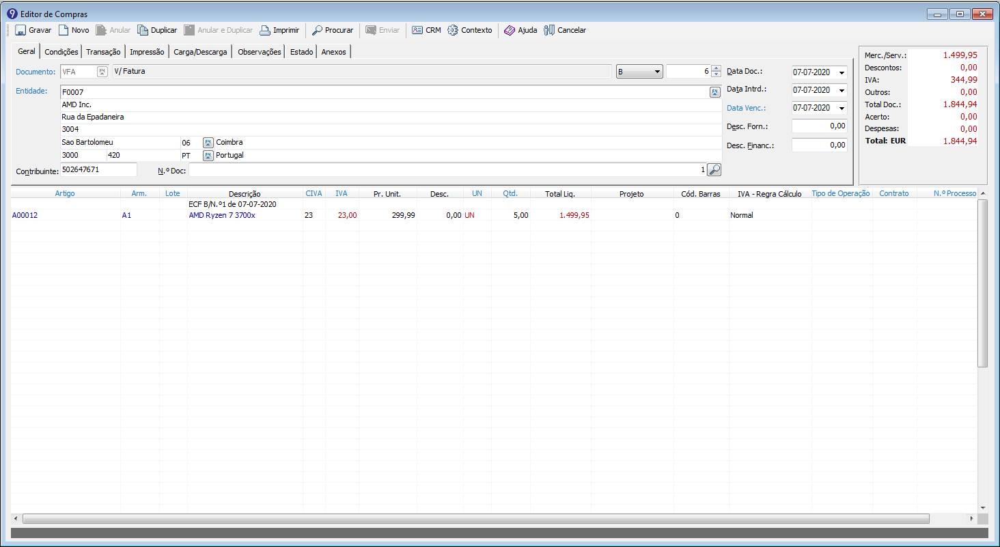 9 Editor de Compras
Gravar Novo Anular Duplicar Anular e Duplicar Imprimir Procurar Enviar CRM Contexto Ajuda Cancelar
Geral Condições Transação Impressão Carga/Descarga Observações Estado Anexos
Documento: VFA F4 V/ Fatura B 6
Entidade: F0007 F4
AMD Inc.
Rua da Epadaneira
3004
Sao Bartolomeu 06 F4 Coimbra
3000 420 PT F4 Portugal
Contribuinte: 502647671 N.º Doc: 1
Data Doc.: 07-07-2020
Data Intrd.: 07-07-2020
Data Venc.: 07-07-2020
Desc. Forn.: 0,00
Desc. Financ.: 0,00
Merc./Serv.: 1.499,95
Descontos: 0,00
IVA: 344,99
Outros: 0,00
Total Doc.: 1.844,94
Acerto: 0,00
Despesas: 0,00
Total: EUR 1.844,94
Artigo Arm. Lote Descrição CIVA IVA Pr. Unit. Desc. UN Qtd. Total Liq. Projeto Cód. Barras IVA - Regra Cálculo Tipo de Operação Contrato N.º Processo
ECF B/N.º1 de 07-07-2020
A00012 A1 AMD Ryzen 7 3700x 23 23,00 299,99 0,00 UN 5,00 1.499,95 0 Normal